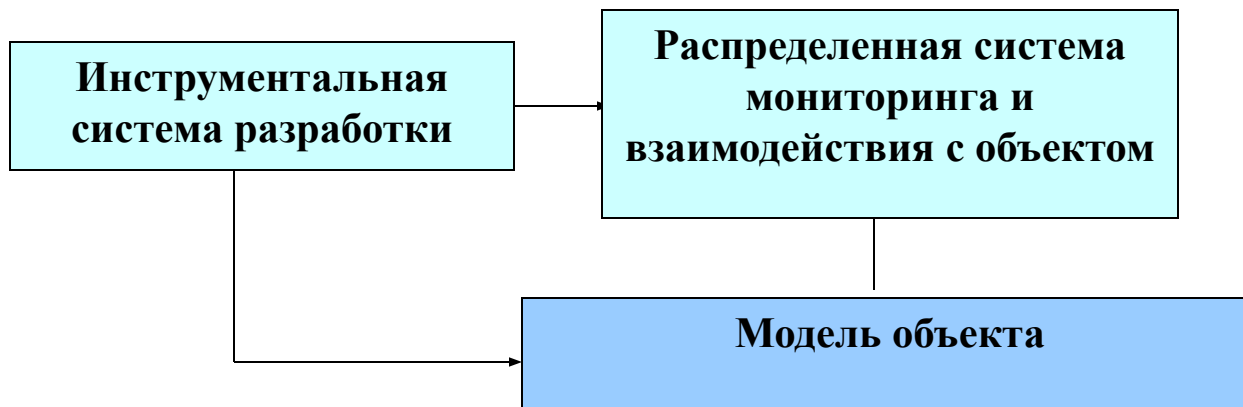 Инструментальная
система разработки
Распределенная система
мониторинга и
взаимодействия с объектом
Модель объекта